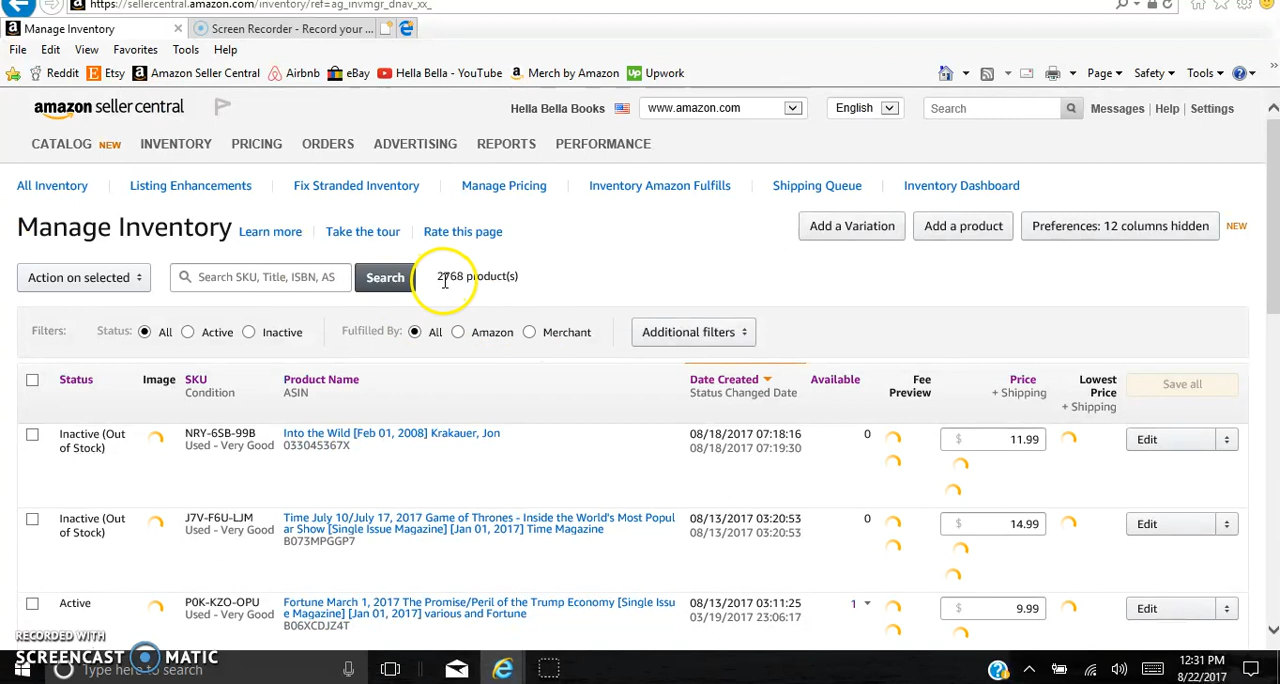 https://sellercentral.amazon.com/inventory/ref=ag_invmgr_dnav_xx_
Manage Inventory
Screen Recorder - Record your ...
File Edit View Favorites Tools Help
Reddit Etsy Amazon Seller Central Airbnb eBay Hella Bella - YouTube Merch by Amazon Up Upwork Page Safety Tools
amazon seller central Hella Bella Books www.amazon.com English Search Messages | Help | Settings
CATALOG NEW INVENTORY PRICING ORDERS ADVERTISING REPORTS PERFORMANCE
All Inventory | Listing Enhancements | Fix Stranded Inventory | Manage Pricing | Inventory Amazon Fulfills | Shipping Queue | Inventory Dashboard
Manage Inventory Learn more | Take the tour | Rate this page Add a Variation Add a product Preferences: 12 columns hidden NEW
Action on selected Search SKU, Title, ISBN, AS Search 2768 product(s)
Filters: Status: All Active Inactive Fulfilled By: All Amazon Merchant Additional filters
Status Image SKU Product Name Date Created Available Fee Price Lowest Save all
Condition ASIN Status Changed Date Preview + Shipping Price
+ Shipping
Inactive (Out NRY-6SB-99B Into the Wild [Feb 01, 2008] Krakauer, Jon 08/18/2017 07:18:16 0 $ 11.99 Edit
of Stock) Used - Very Good 033045367X 08/18/2017 07:19:30
Inactive (Out J7V-F6U-LJM Time July 10/July 17, 2017 Game of Thrones - Inside the World's Most Popul 08/13/2017 03:20:53 0 $ 14.99 Edit
of Stock) Used - Very Good ar Show [Single Issue Magazine] [Jan 01, 2017] Time Magazine 08/13/2017 03:20:53
B073MPGGP7
Active P0K-KZO-OPU Fortune March 1, 2017 The Promise/Peril of the Trump Economy [Single Issu 08/13/2017 03:11:25 1 $ 9.99 Edit
Used - Very Good e Magazine] [Jan 01, 2017] various and Fortune 03/19/2017 23:06:17
B06XCDJZ4T
RECORDED WITH
SCREENCAST MATIC
Type here to search
12:31 PM
8/22/2017